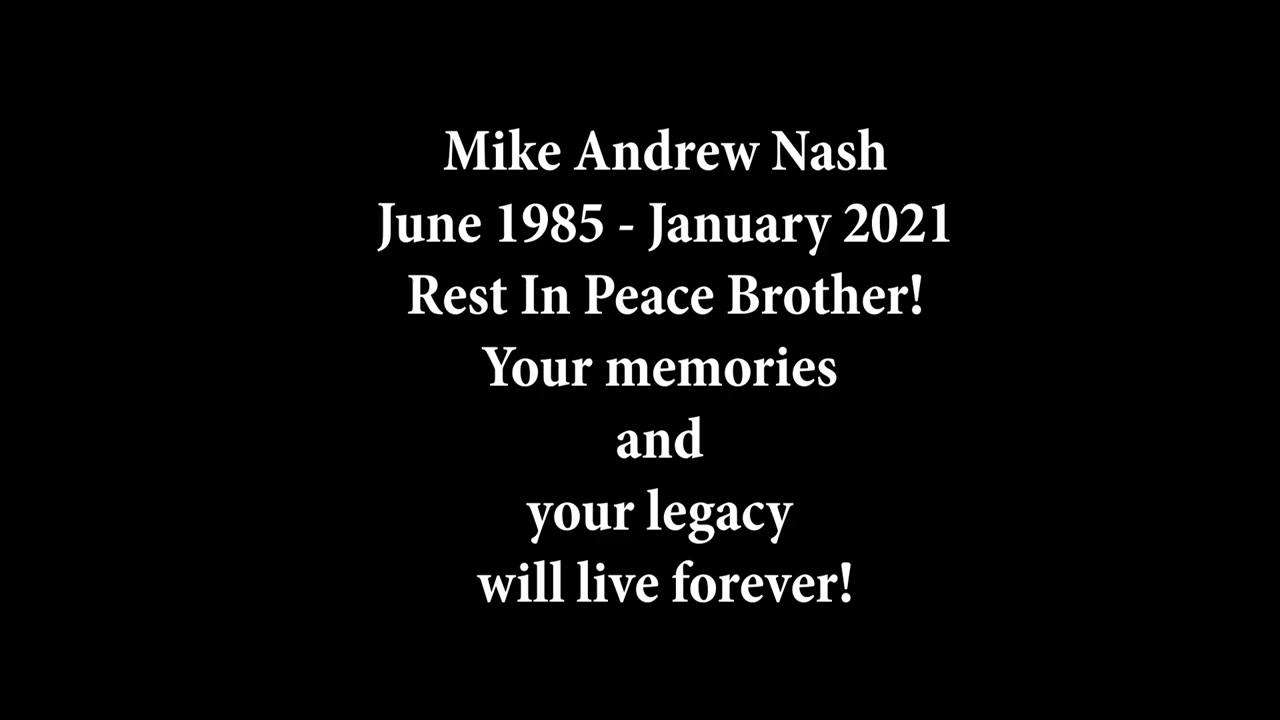 Mike Andrew Nash
June 1985 - January 2021
Rest In Peace Brother!
Your memories
and
your legacy
will live forever!